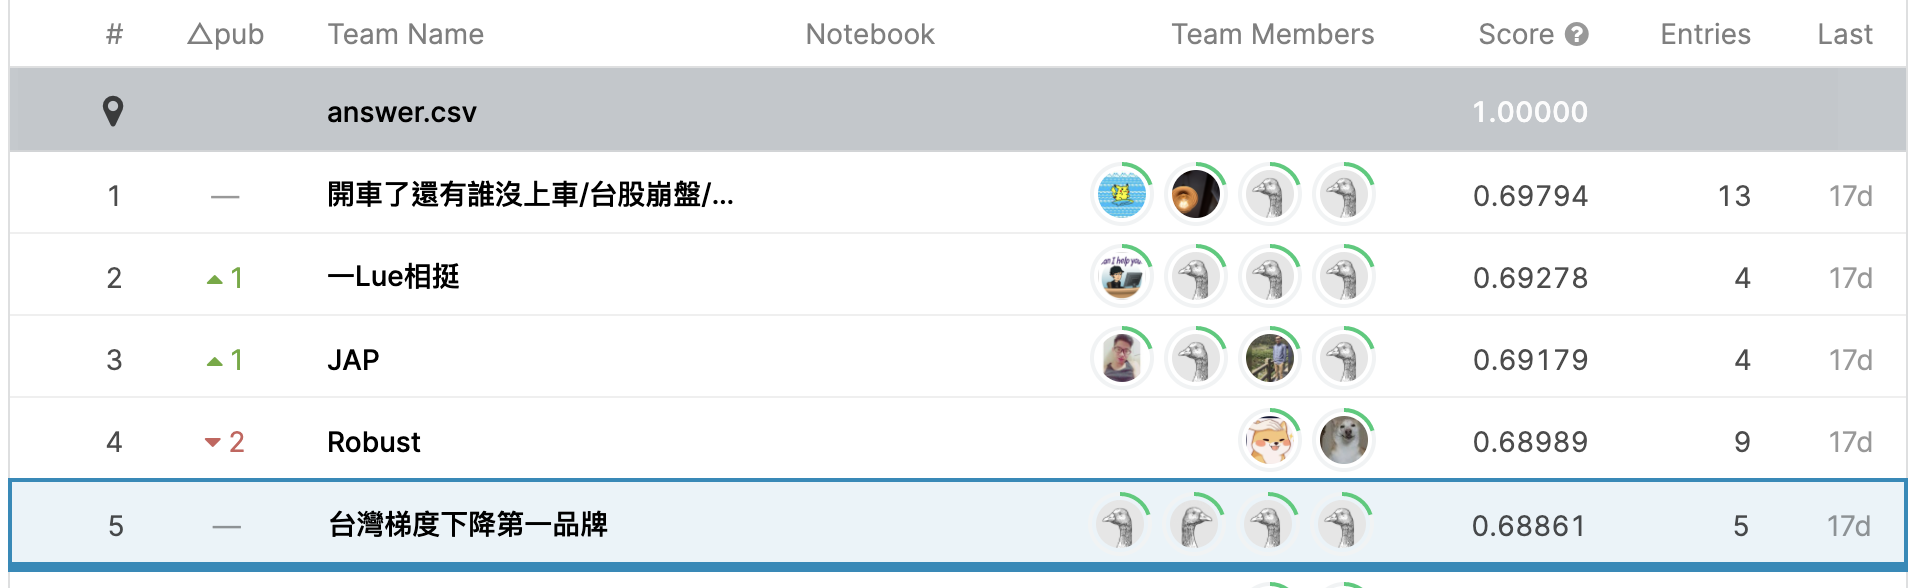 # △pub Team Name Notebook Team Members Score ? Entries Last
answer.csv 1.00000
1 — 開車了還有誰沒上車/台股崩盤/... 0.69794 13 17d
2 ▲1 一Lue相挺 0.69278 4 17d
3 ▲1 JAP 0.69179 4 17d
4 ▼2 Robust 0.68989 9 17d
5 — 台灣梯度下降第一品牌 0.68861 5 17d